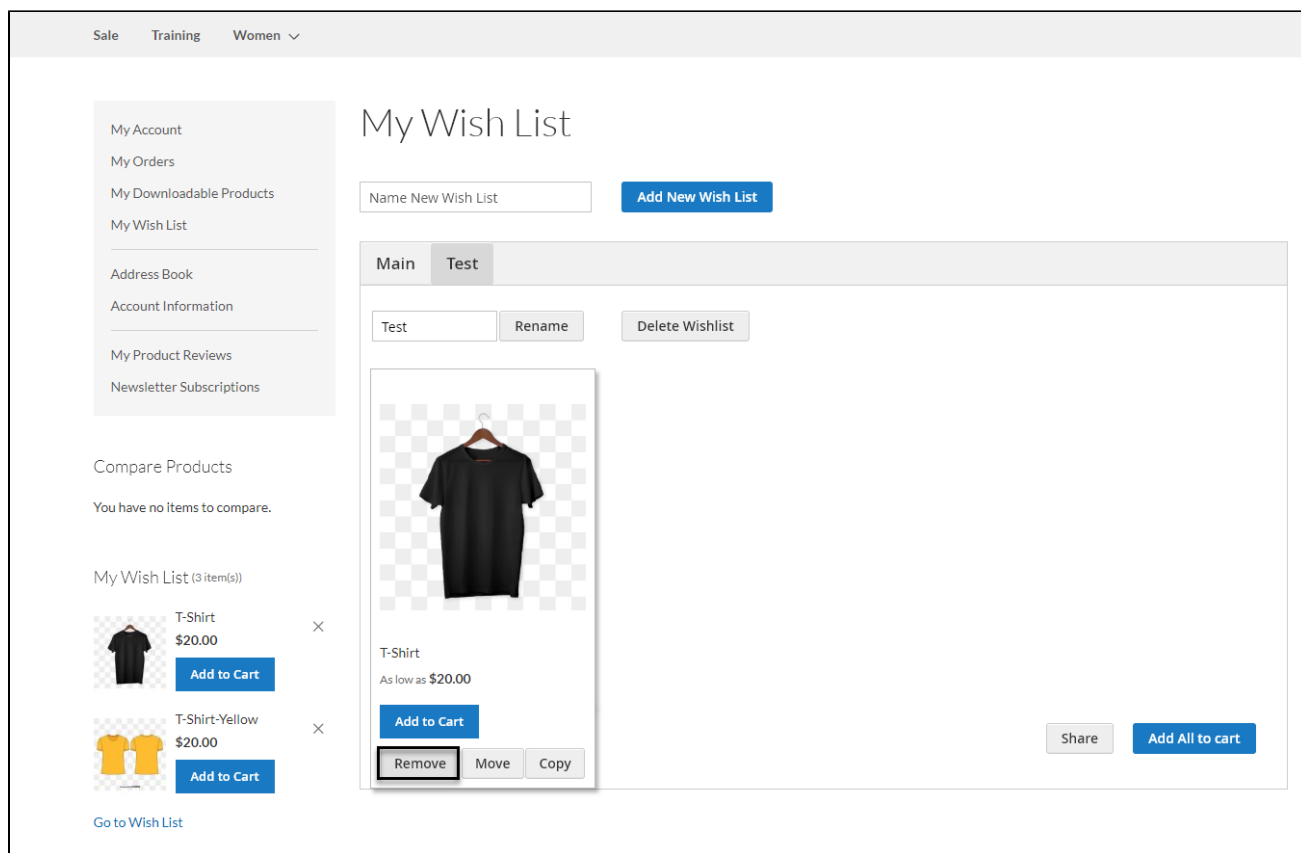 Sale Training Women
My Account
My Orders
My Downloadable Products
My Wish List
Address Book
Account Information
My Product Reviews
Newsletter Subscriptions
Compare Products
You have no items to compare.
My Wish List (3 item(s))
T-Shirt
$20.00
Add to Cart
T-Shirt-Yellow
$20.00
Add to Cart
Go to Wish List
My Wish List
Name New Wish List Add New Wish List
Main Test
Test Rename Delete Wishlist
T-Shirt
As low as $20.00
Add to Cart
Remove Move Copy
Share Add All to cart